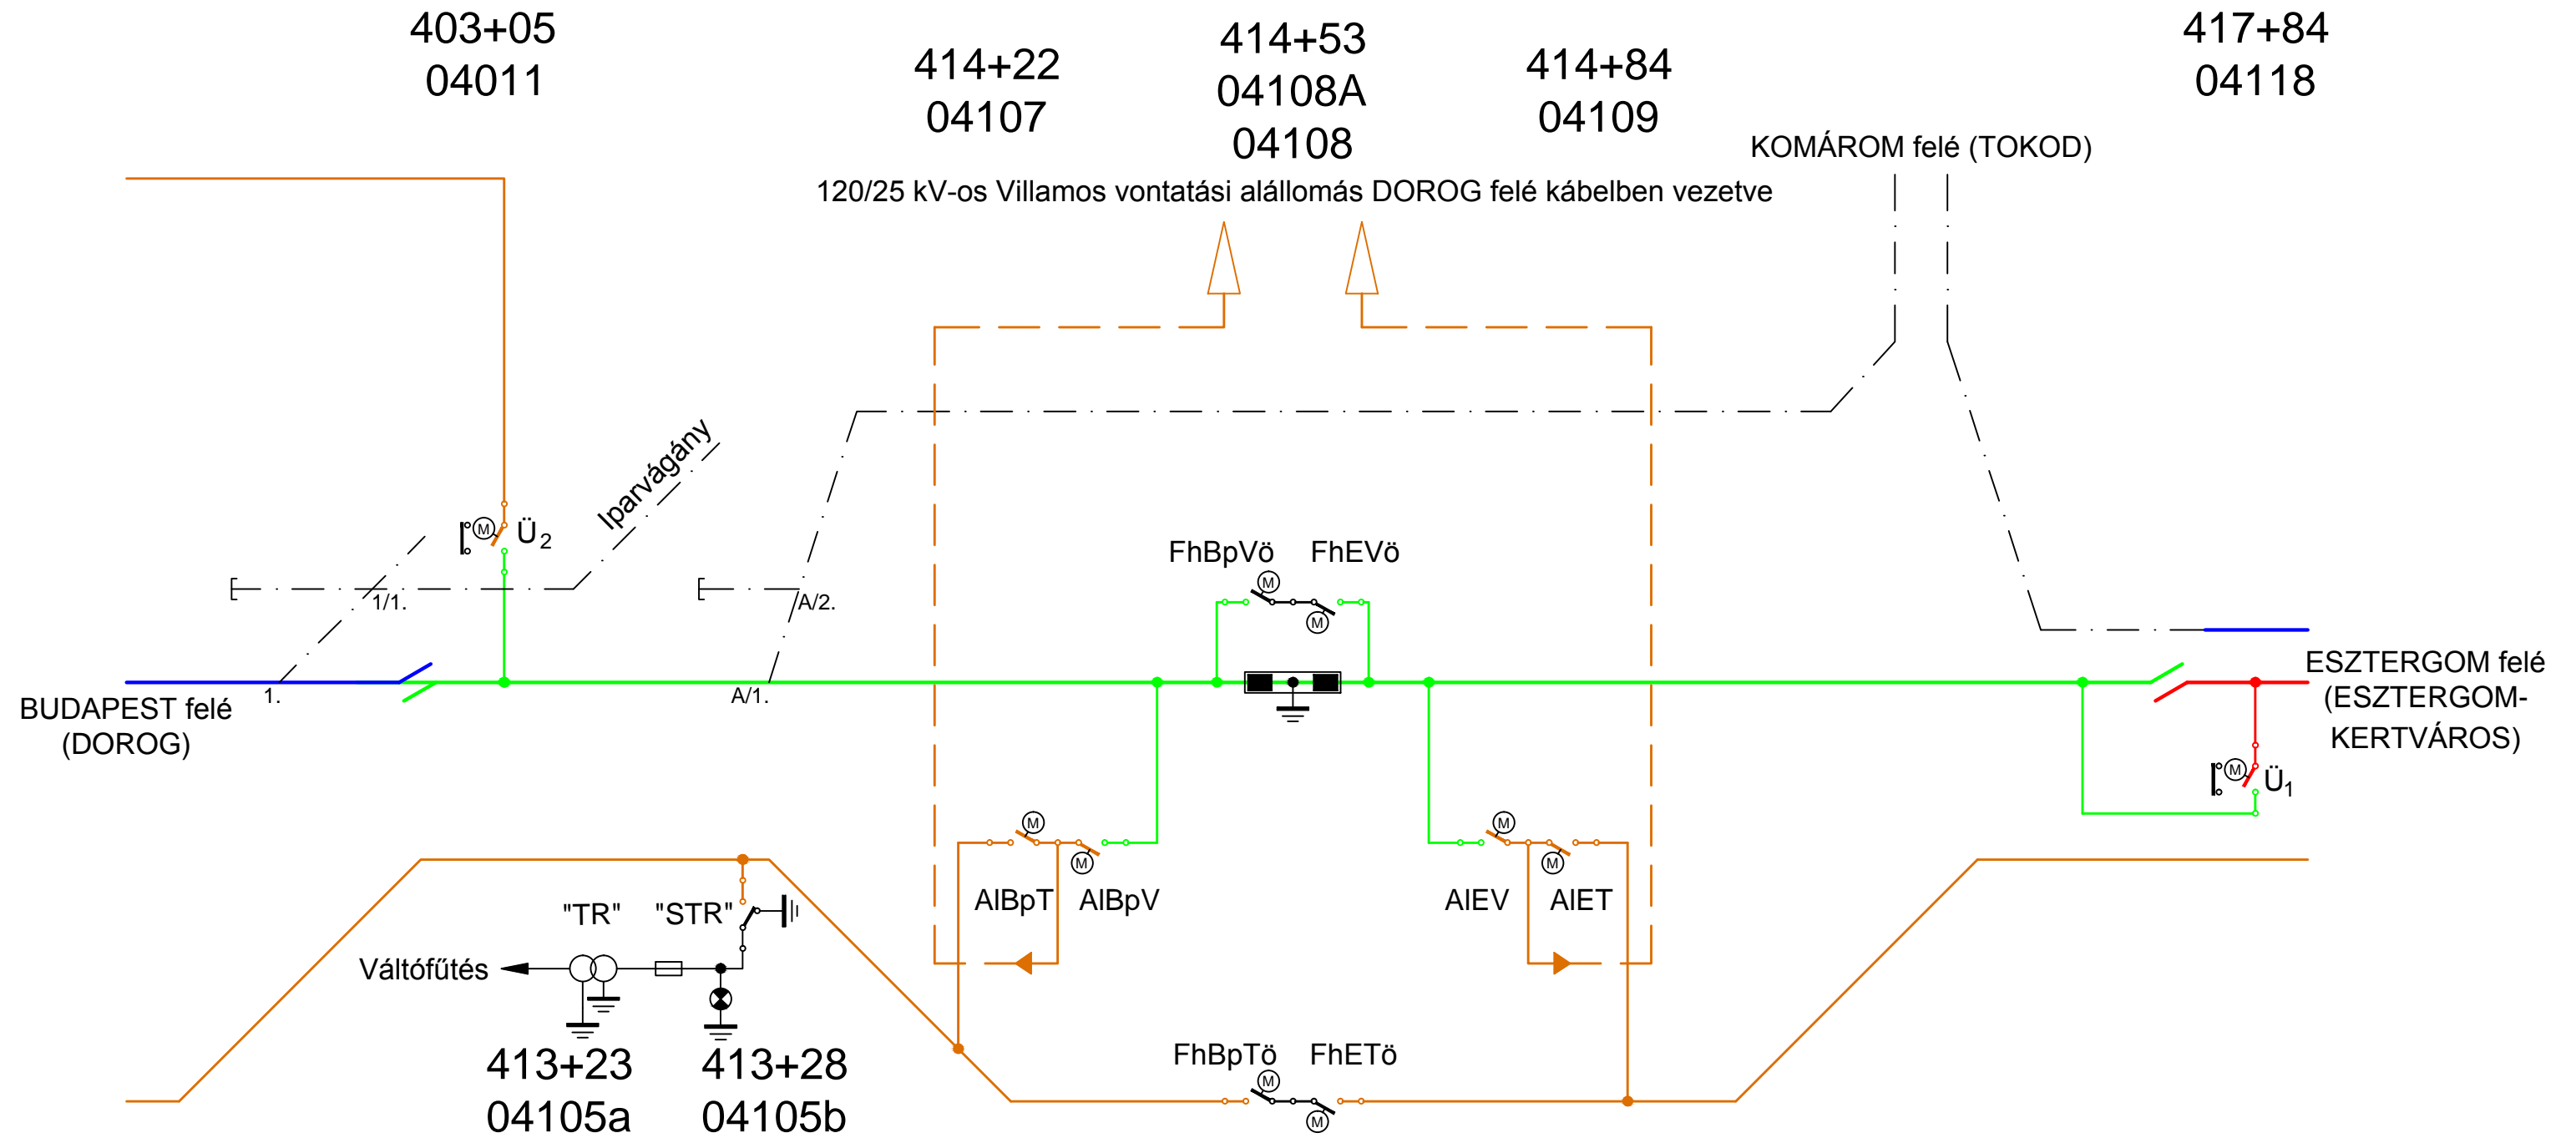 403+05
04011
414+22
04107
414+53
04108A
04108
414+84
04109
417+84
04118
KOMÁROM felé (TOKOD)
120/25 kV-os Villamos vontatási alállomás DOROG felé kábelben vezetve
Iparvágány
M
Ü2
1/1.
A/2.
FhBpVö
FhEVö
M
M
1.
A/1.
BUDAPEST felé
(DOROG)
ESZTERGOM felé
(ESZTERGOM-
KERTVÁROS)
M
Ü1
M
M
AlBpT
AlBpV
M
M
AlEV
AlET
"TR"
"STR"
Váltófűtés
413+23
04105a
413+28
04105b
FhBpTö
FhETö
M
M